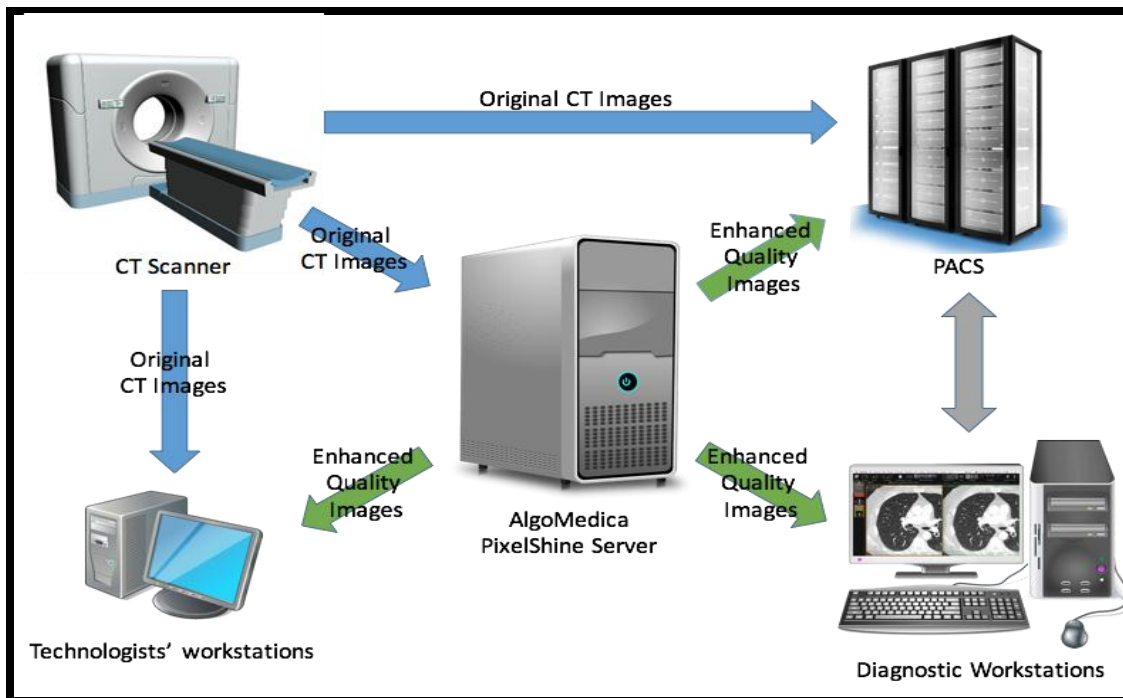 Original CT Images
CT Scanner
Original
CT Images
Enhanced
Quality
Images
PACS
Original
CT Images
Enhanced
Quality
Images
AlgoMedica
PixelShine Server
Enhanced
Quality
Images
Technologists’ workstations
Diagnostic Workstations